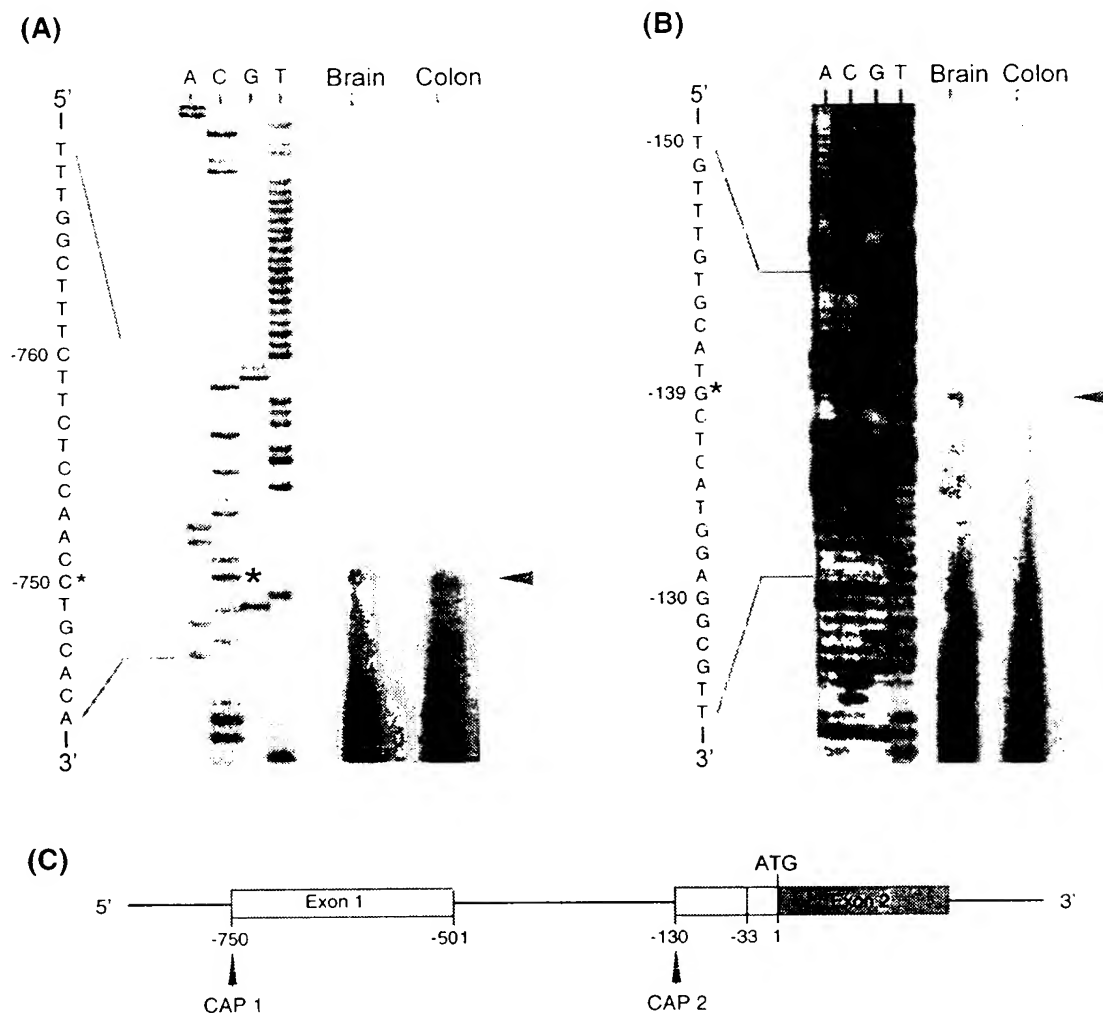 (A)
A C G T Brain Colon
5'
T
T
T
G
G
C
T
T
T
-760 C
T
T
C
T
C
C
A
A
C
-750 C* *
T
G
C
A
C
A
3'
(B)
A C G T Brain Colon
5'
-150 T
G
T
T
T
G
T
G
C
A
T
-139 G*
C
T
C
A
T
G
G
A
-130 G
G
C
G
T
T
3'
(C)
ATG
5' Exon 1 Exon 2 3'
-750 -501 -130 -33 1
CAP 1 CAP 2